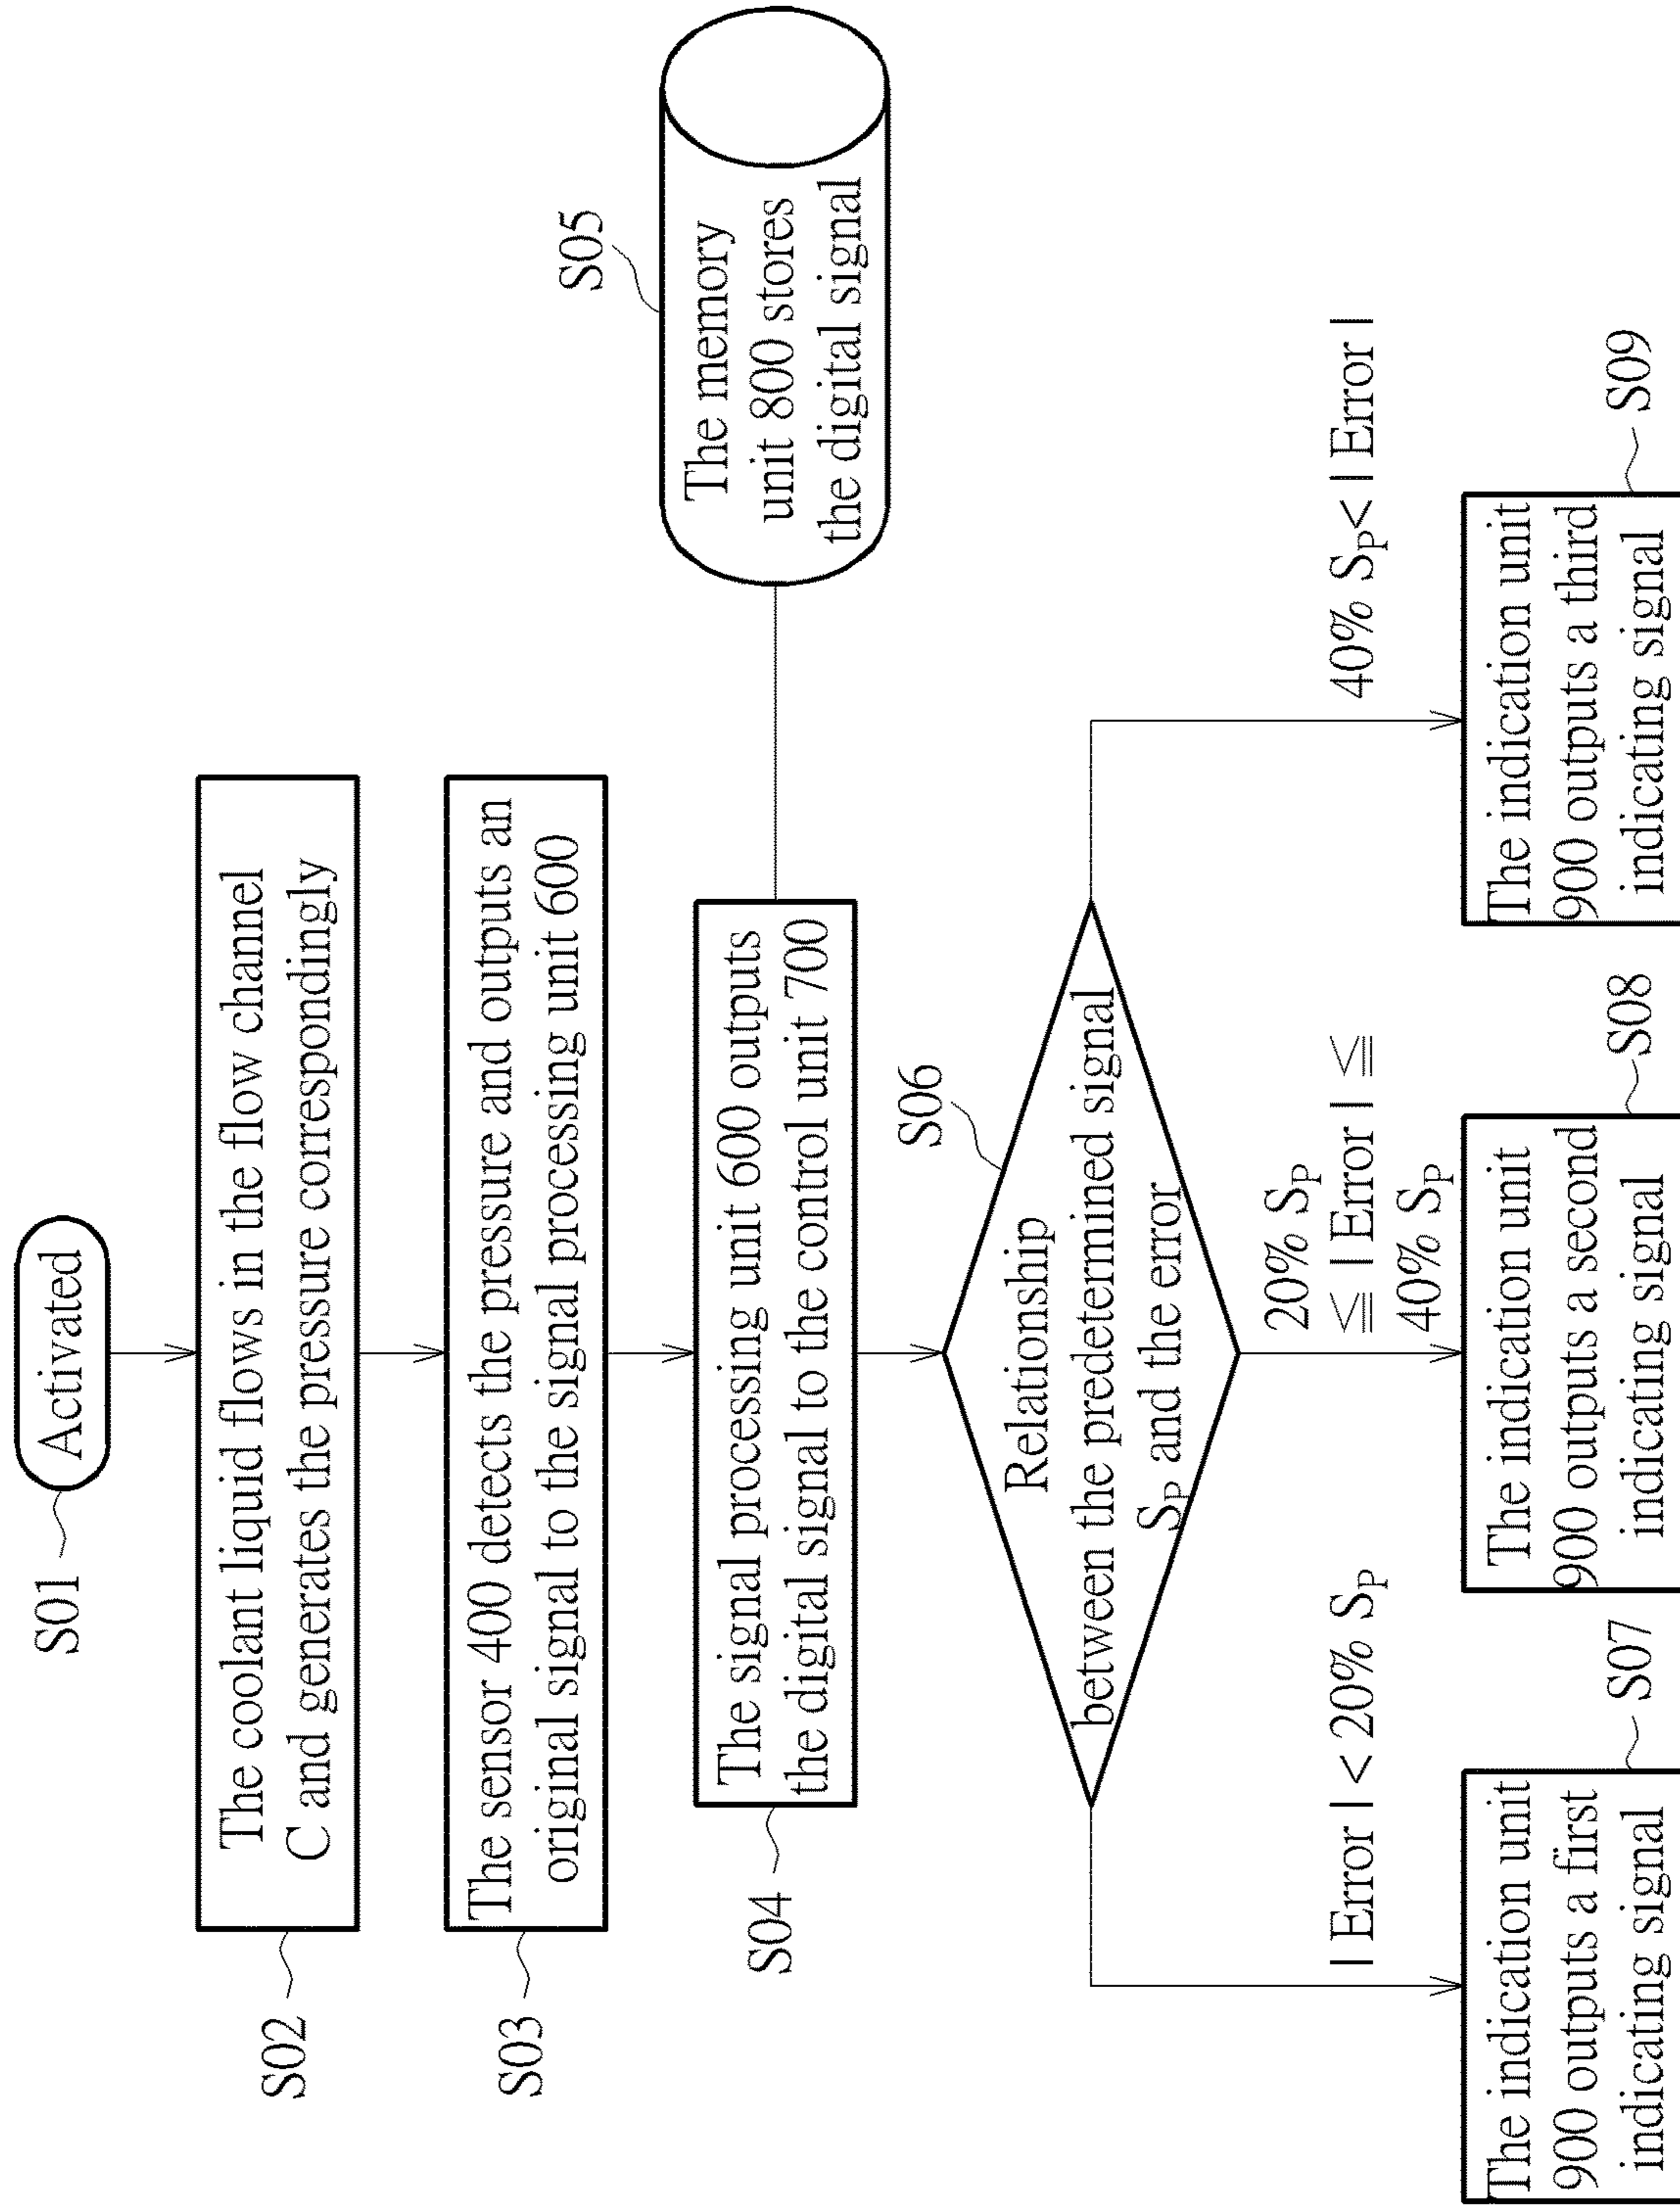 S01
Activated
S02
The coolant liquid flows in the flow channel
C and generates the pressure correspondingly
S03
The sensor 400 detects the pressure and outputs an
original signal to the signal processing unit 600
S04
The signal processing unit 600 outputs
the digital signal to the control unit 700
S05
The memory
unit 800 stores
the digital signal
S06
Relationship
between the predetermined signal
SP and the error
| Error | < 20% SP
20% SP
≦ | Error | ≦
40% SP
40% SP< | Error |
S07
The indication unit
900 outputs a first
indicating signal
S08
The indication unit
900 outputs a second
indicating signal
S09
The indication unit
900 outputs a third
indicating signal